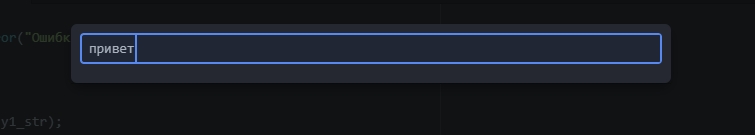 or("Ошибк
привет
y1_str);